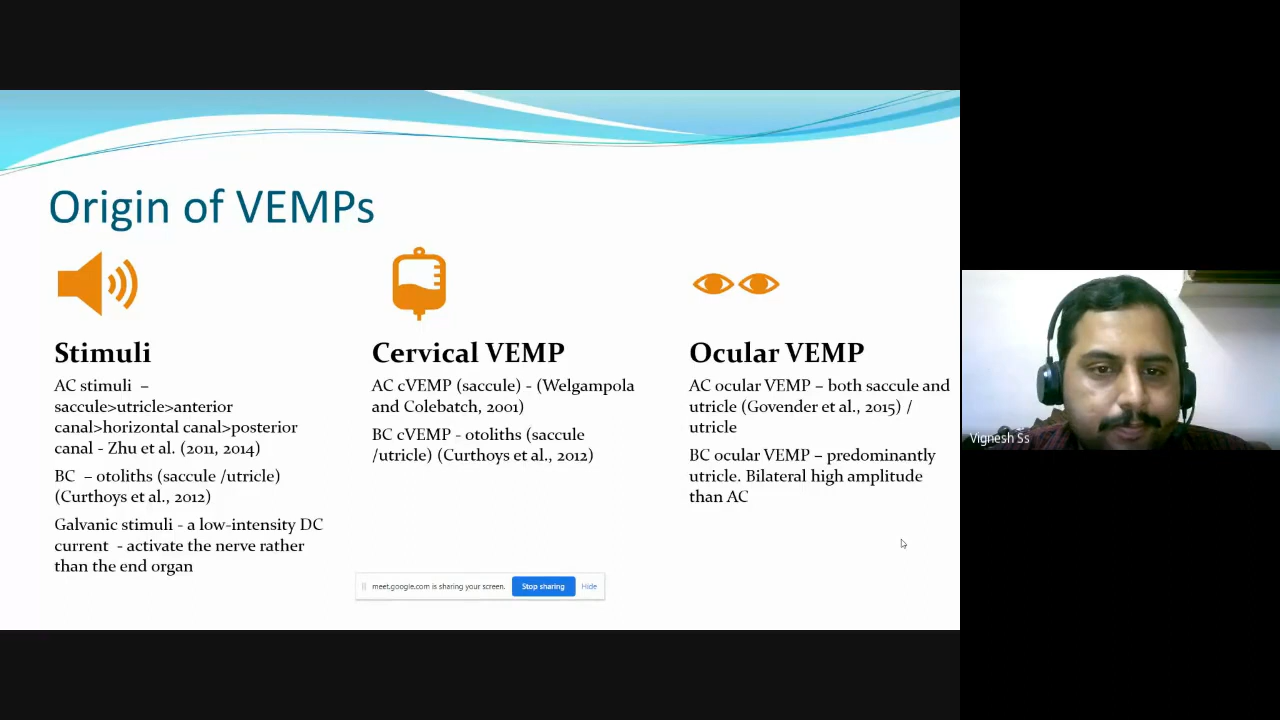 Origin of VEMPs
Stimuli
AC stimuli –
saccule>utricle>anterior
canal>horizontal canal>posterior
canal - Zhu et al. (2011, 2014)
BC – otoliths (saccule /utricle)
(Curthoys et al., 2012)
Galvanic stimuli - a low-intensity DC
current - activate the nerve rather
than the end organ
Cervical VEMP
AC cVEMP (saccule) - (Welgampola
and Colebatch, 2001)
BC cVEMP - otoliths (saccule
/utricle) (Curthoys et al., 2012)
Ocular VEMP
AC ocular VEMP – both saccule and
utricle (Govender et al., 2015) /
utricle
BC ocular VEMP – predominantly
utricle. Bilateral high amplitude
than AC
meet.google.com is sharing your screen. Stop sharing Hide
Vignesh Ss